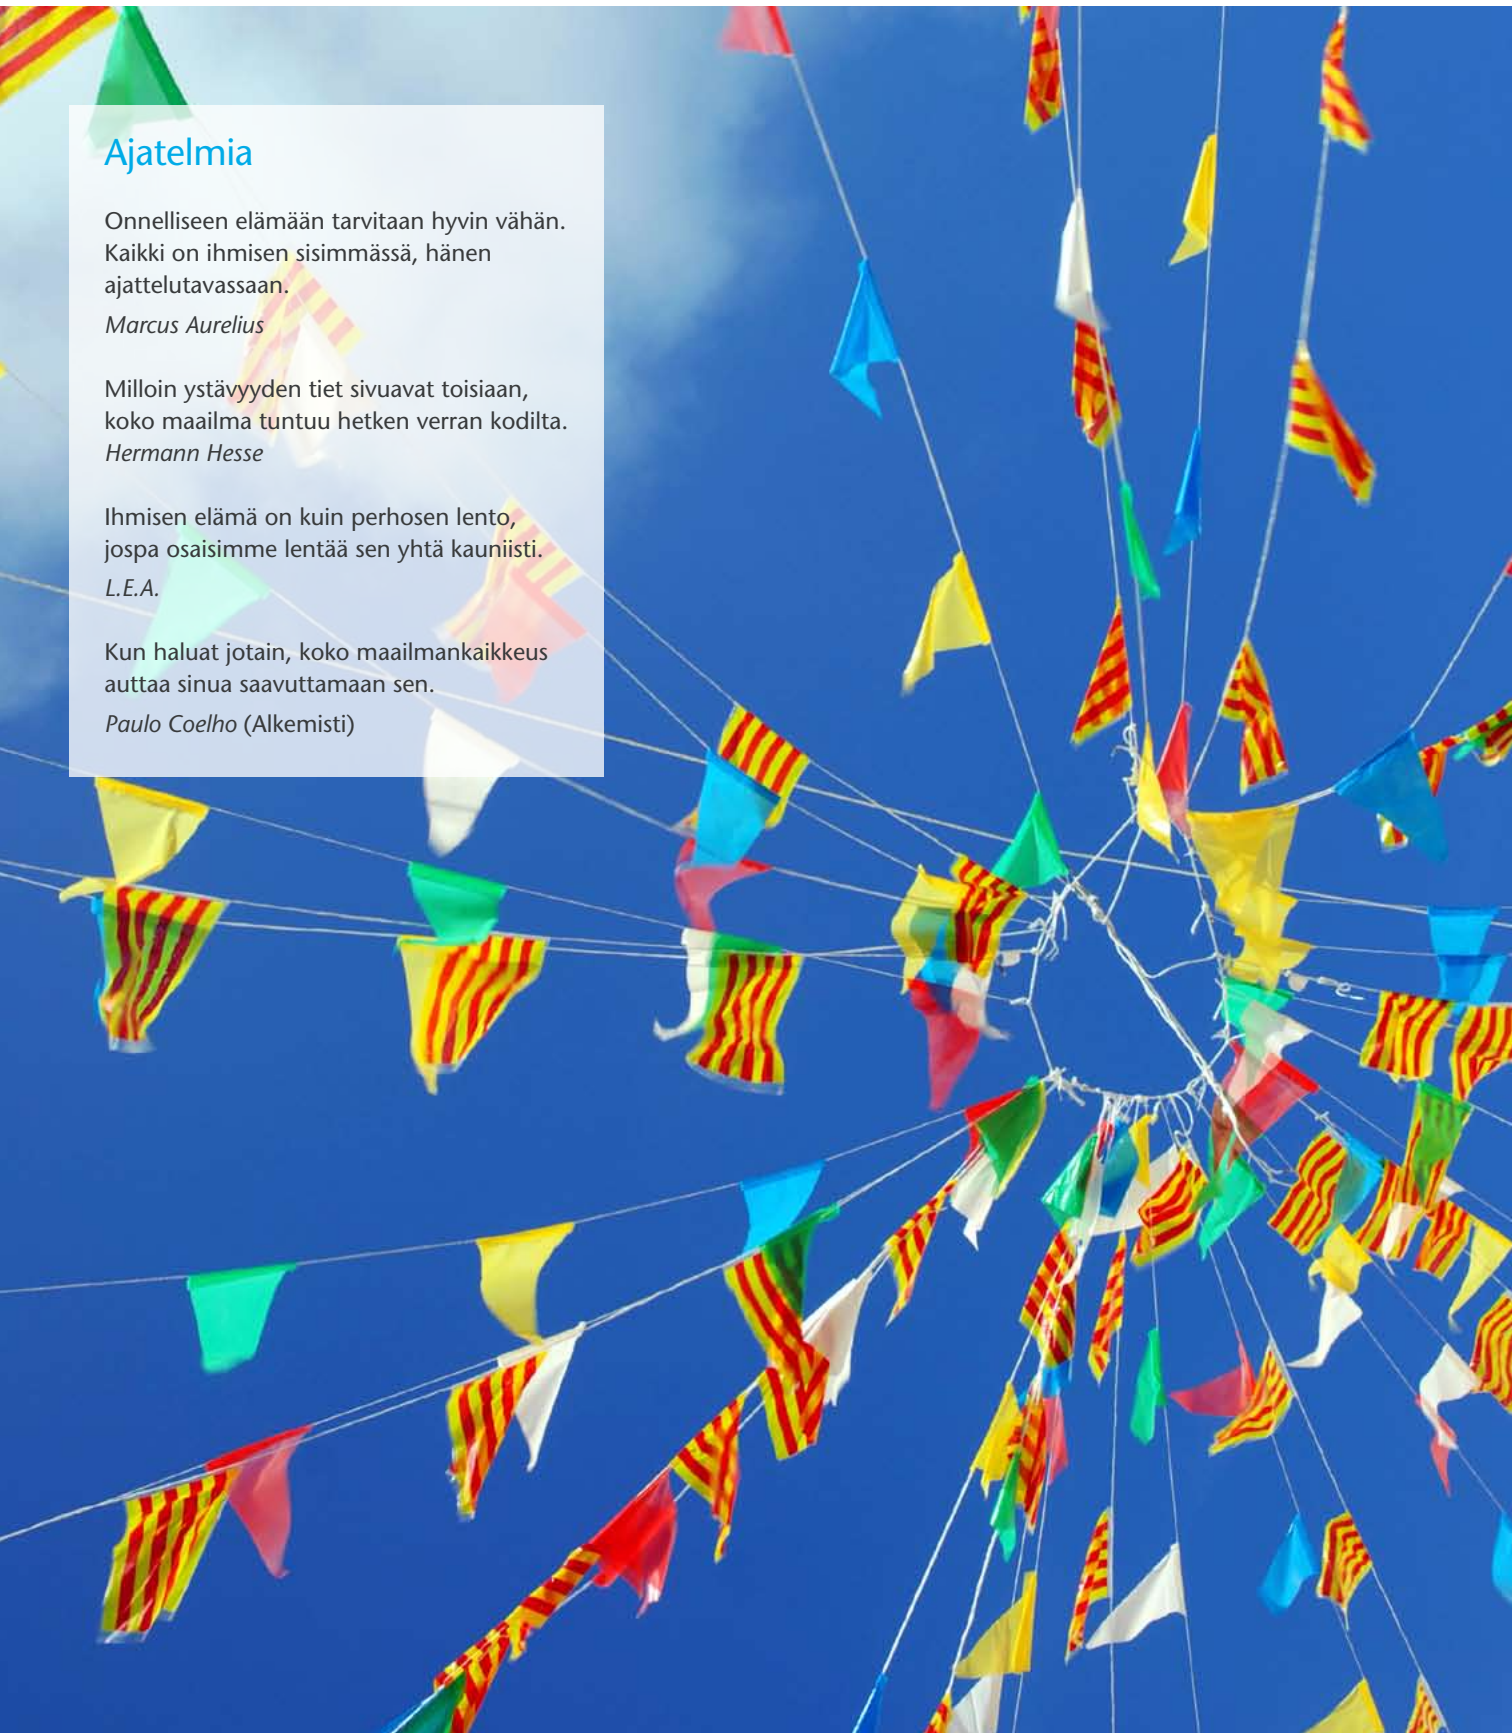 Ajatelmia
Onnelliseen elämään tarvitaan hyvin vähän.
Kaikki on ihmisen sisimmässä, hänen
ajattelutavassaan.
Marcus Aurelius
Milloin ystävyyden tiet sivuavat toisiaan,
koko maailma tuntuu hetken verran kodilta.
Hermann Hesse
Ihmisen elämä on kuin perhosen lento,
jospa osaisimme lentää sen yhtä kauniisti.
L.E.A.
Kun haluat jotain, koko maailmankaikkeus
auttaa sinua saavuttamaan sen.
Paulo Coelho (Alkemisti)